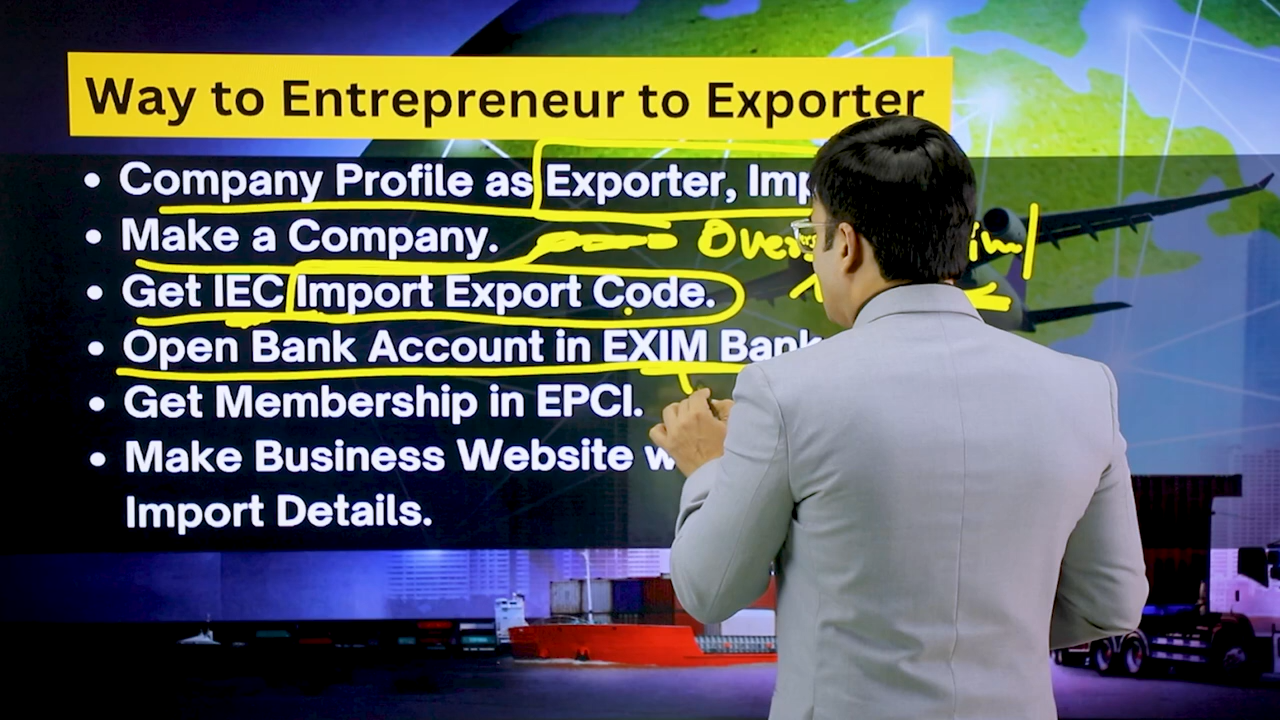 Way to Entrepreneur to Exporter
• Company Profile as Exporter, Imp
• Make a Company.
• Get IEC Import Export Code.
• Open Bank Account in EXIM Bank
• Get Membership in EPCI.
• Make Business Website w
Import Details.